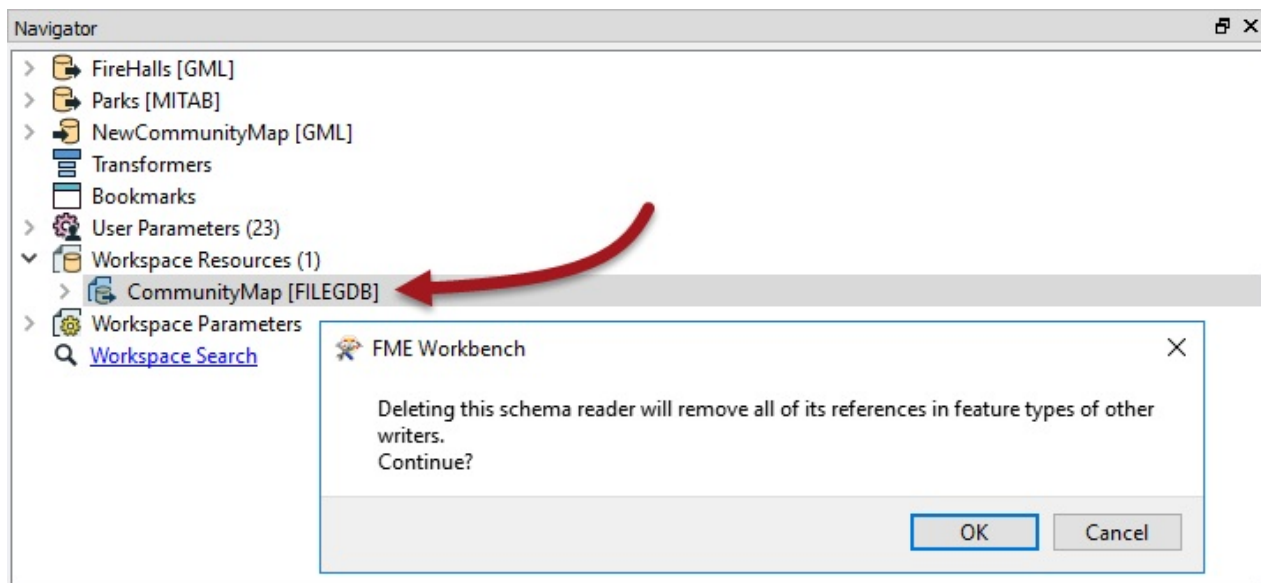 Navigator
FireHalls [GML]
Parks [MITAB]
NewCommunityMap [GML]
Transformers
Bookmarks
User Parameters (23)
Workspace Resources (1)
CommunityMap [FILEGDB]
Workspace Parameters
Workspace Search
FME Workbench
Deleting this schema reader will remove all of its references in feature types of other
writers.
Continue?
OK
Cancel